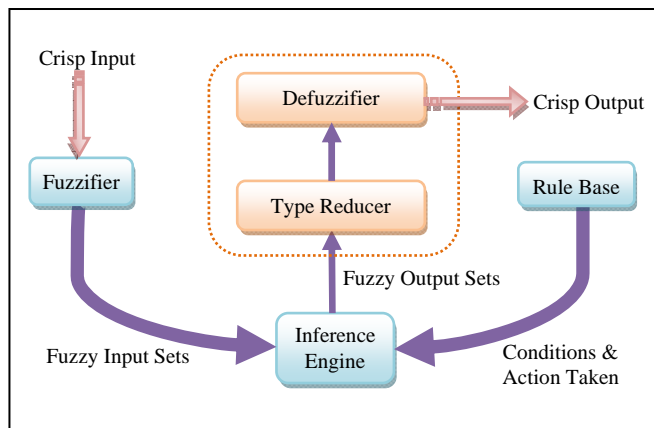 Crisp Input
Defuzzifier
Crisp Output
Fuzzifier
Type Reducer
Rule Base
Fuzzy Output Sets
Inference
Engine
Fuzzy Input Sets
Conditions &
Action Taken